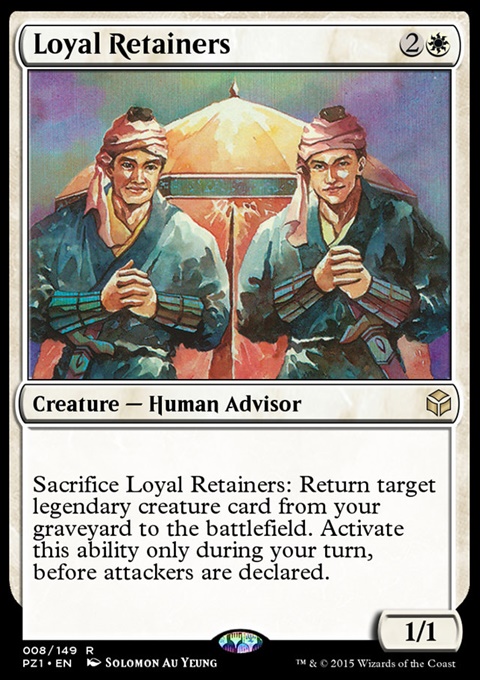 Loyal Retainers 2
Creature — Human Advisor
Sacrifice Loyal Retainers: Return target
legendary creature card from your
graveyard to the battlefield. Activate
this ability only during your turn,
before attackers are declared.
1/1
008/149 R
PZ1 • EN Solomon Au Yeung
™ & © 2015 Wizards of the Coast